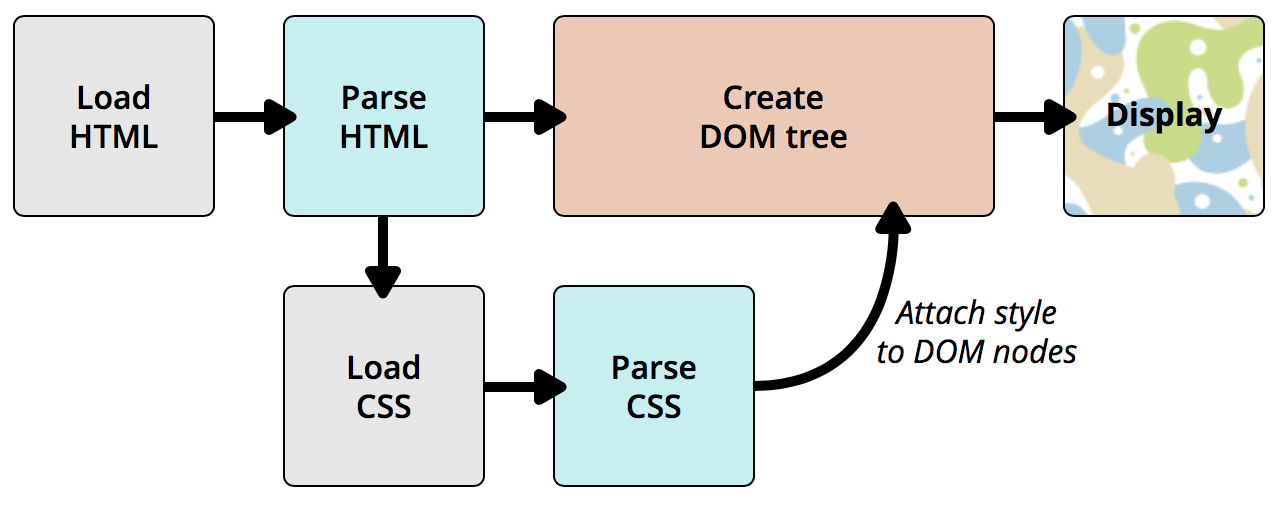 Load
HTML
Parse
HTML
Create
DOM tree
Display
Load
CSS
Parse
CSS
Attach style
to DOM nodes